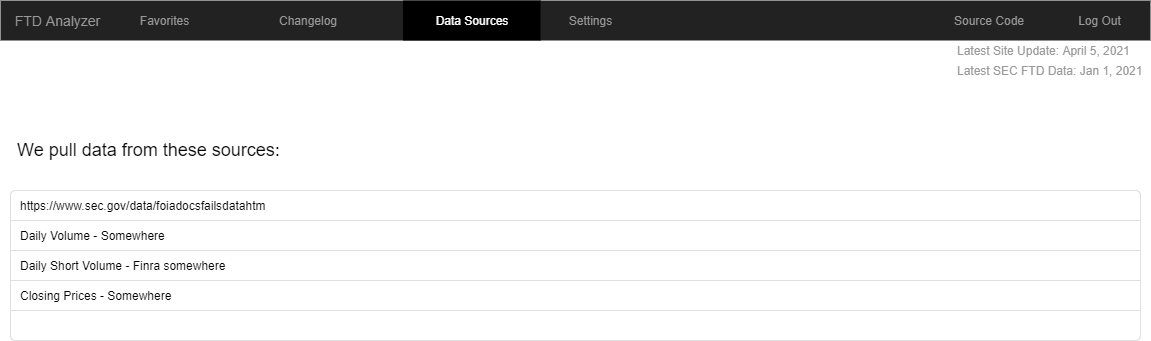 FTD Analyzer Favorites Changelog Data Sources Settings Source Code Log Out
Latest Site Update: April 5, 2021
Latest SEC FTD Data: Jan 1, 2021
We pull data from these sources:
https://www.sec.gov/data/foiadocsfailsdatahtm
Daily Volume - Somewhere
Daily Short Volume - Finra somewhere
Closing Prices - Somewhere